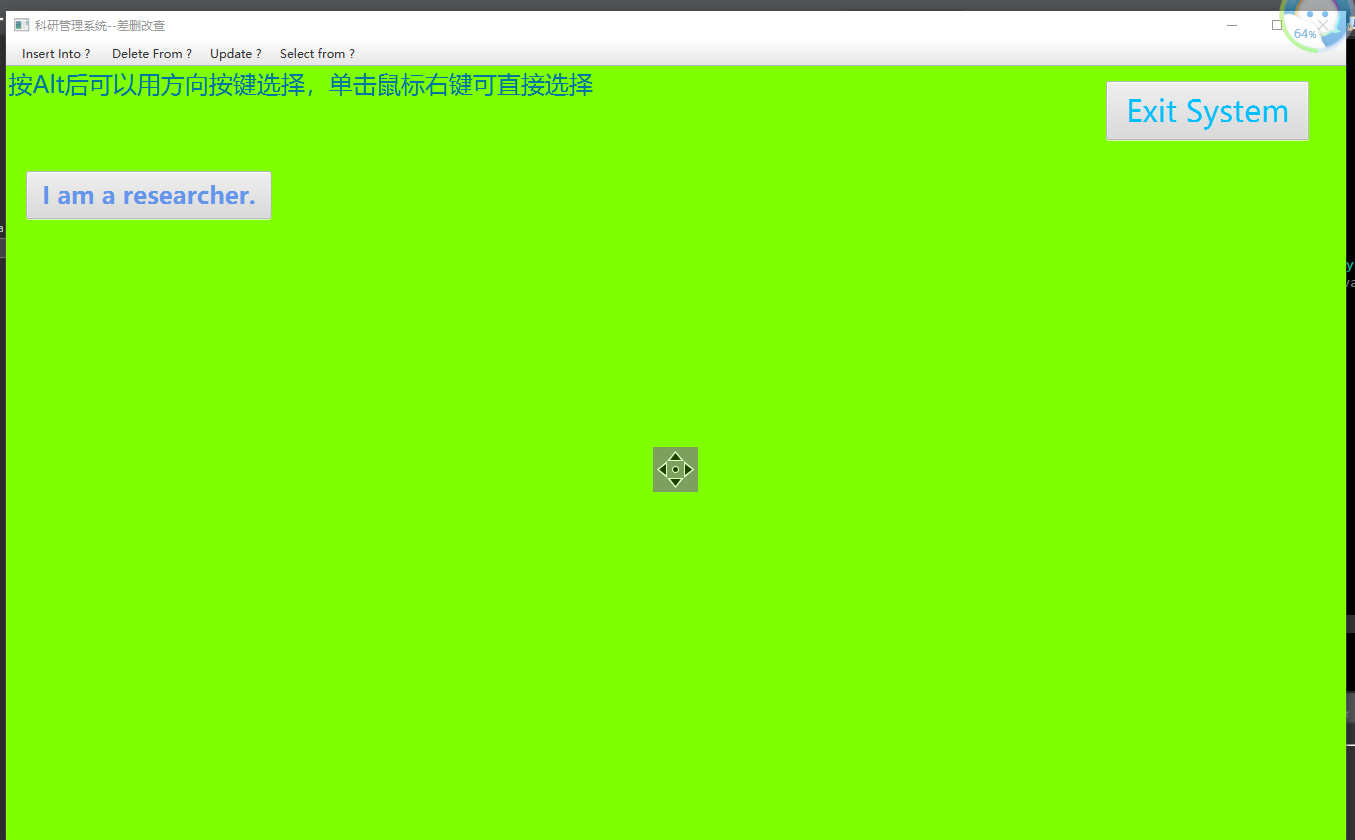 科研管理系统--差删改查
64%
Insert Into ? Delete From ? Update ? Select from ?
按Alt后可以用方向按键选择，单击鼠标右键可直接选择
Exit System
I am a researcher.
a
y
va